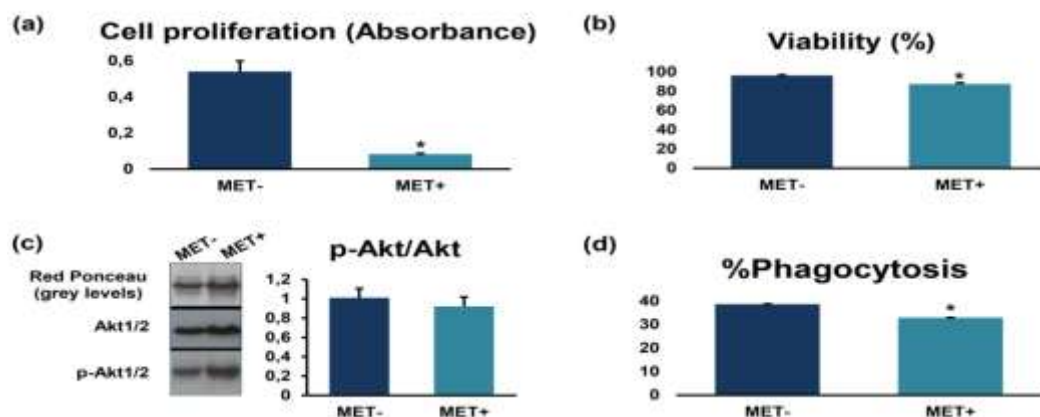 (a)
Cell proliferation (Absorbance)
0,6
0,4
0,2
0
*
MET-
MET+
(b)
Viability (%)
100
80
60
40
20
0
*
MET-
MET+
(c)
MET-
MET+
Red Ponceau
(grey levels)
Akt1/2
p-Akt1/2
p-Akt/Akt
1,2
1
0,8
0,6
0,4
0,2
0
MET-
MET+
(d)
%Phagocytosis
40
30
20
10
0
*
MET-
MET+